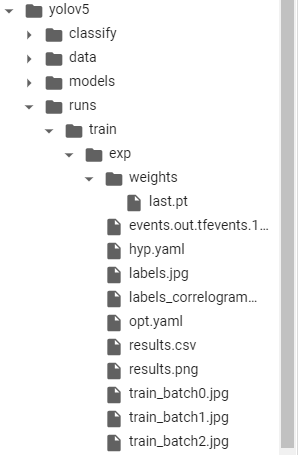 yolov5
classify
data
models
runs
train
exp
weights
last.pt
events.out.tfevents.1...
hyp.yaml
labels.jpg
labels_correlogram...
opt.yaml
results.csv
results.png
train_batch0.jpg
train_batch1.jpg
train_batch2.jpg